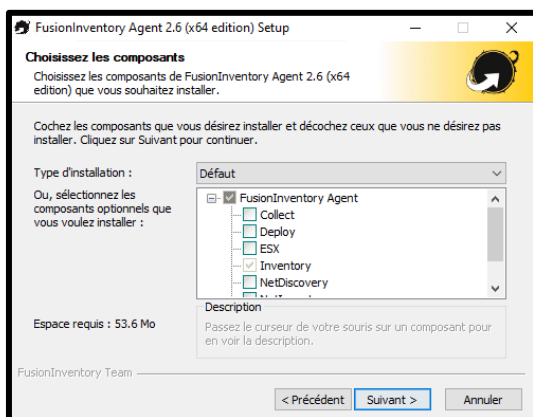 FusionInventory Agent 2.6 (x64 edition) Setup
Choisissez les composants
Choisissez les composants de FusionInventory Agent 2.6 (x64
edition) que vous souhaitez installer.
Cochez les composants que vous désirez installer et décochez ceux que vous ne désirez pas
installer. Cliquez sur Suivant pour continuer.
Type d'installation :
Défaut
Ou, sélectionnez les
composants optionnels que
vous voulez installer :
FusionInventory Agent
Collect
Deploy
ESX
Inventory
NetDiscovery
Espace requis : 53.6 Mo
Description
Passez le curseur de votre souris sur un composant pour
en voir la description.
FusionInventory Team
< Précédent
Suivant >
Annuler